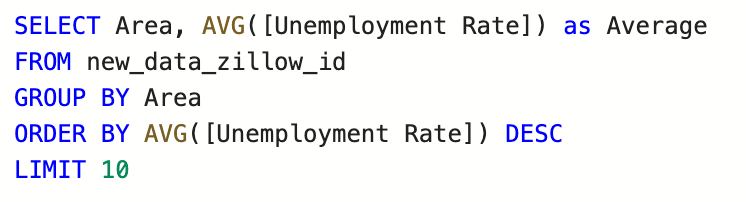 SELECT Area, AVG([Unemployment Rate]) as Average
FROM new_data_zillow_id
GROUP BY Area
ORDER BY AVG([Unemployment Rate]) DESC
LIMIT 10